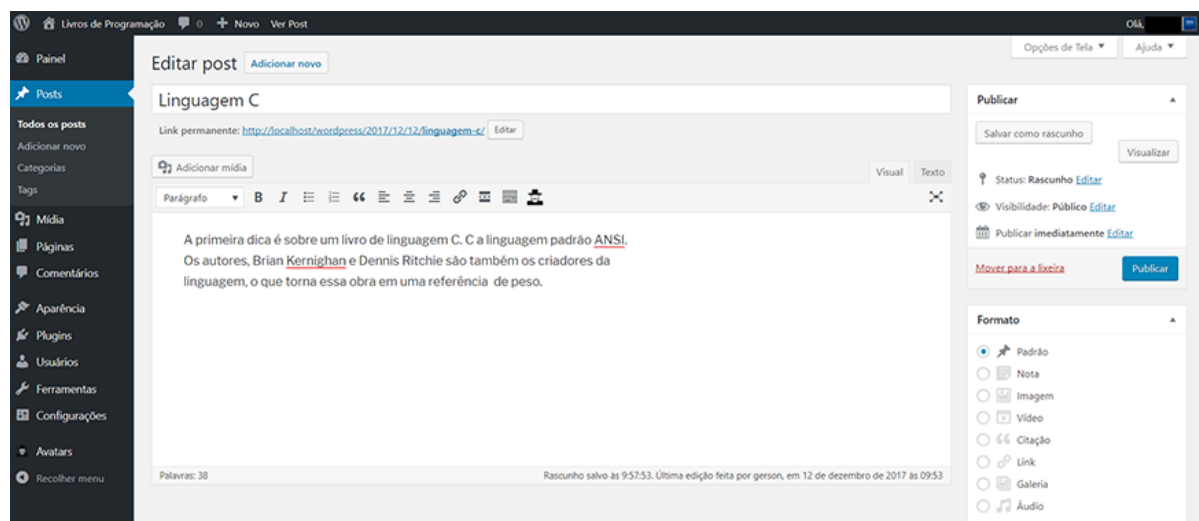 Livros de Programação 0 Novo Ver Post Olá,
Opções de Tela Ajuda
Painel
Posts
Todos os posts
Adicionar novo
Categorias
Tags
Mídia
Páginas
Comentários
Aparência
Plugins
Usuários
Ferramentas
Configurações
Avatars
Recolher menu
Editar post Adicionar novo
Linguagem C
Link permanente: http://localhost/wordpress/2017/12/12/linguagem-c/ Editar
Adicionar mídia
Visual Texto
Parágrafo B I
A primeira dica é sobre um livro de linguagem C. C a linguagem padrão ANSI.
Os autores, Brian Kernighan e Dennis Ritchie são também os criadores da
linguagem, o que torna essa obra em uma referência de peso.
Palavras: 38 Rascunho salvo às 9:57:53. Última edição feita por gerson, em 12 de dezembro de 2017 às 09:53
Publicar
Salvar como rascunho
Visualizar
Status: Rascunho Editar
Visibilidade: Público Editar
Publicar imediatamente Editar
Mover para a lixeira Publicar
Formato
Padrão
Nota
Imagem
Vídeo
Citação
Link
Galeria
Áudio